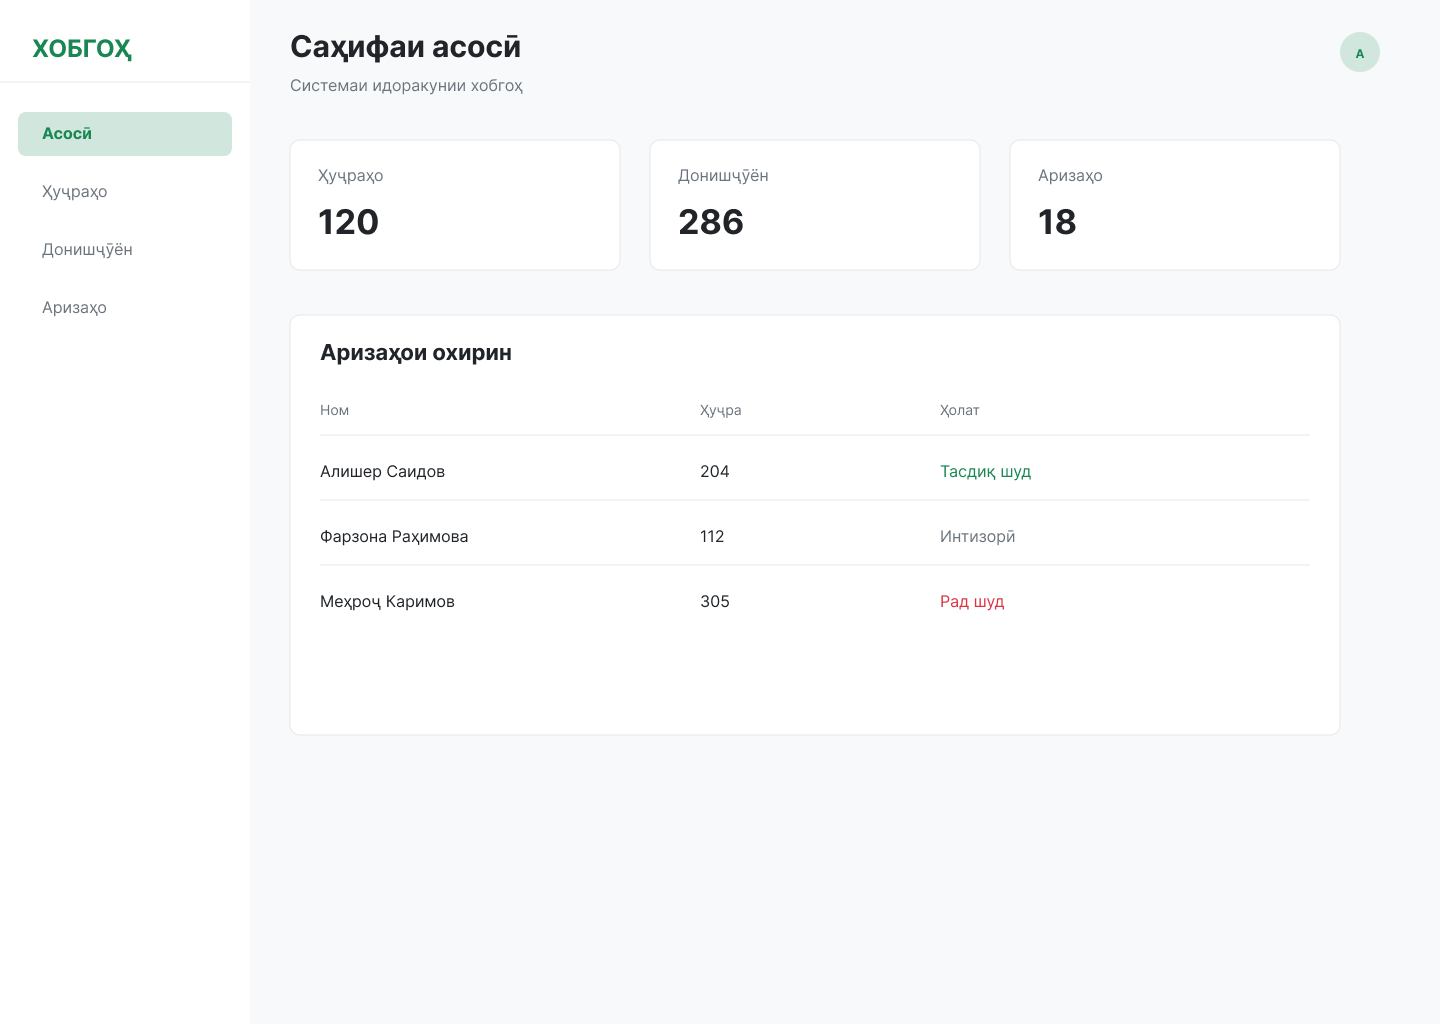 ХОБГОҲ
Асосӣ
Ҳуҷраҳо
Донишҷӯён
Аризаҳо
Саҳифаи асосӣ
Системаи идоракунии хобгоҳ
A
Ҳуҷраҳо
120
Донишҷӯён
286
Аризаҳо
18
Аризаҳои охирин
Ном Ҳуҷра Ҳолат
Алишер Саидов 204 Тасдиқ шуд
Фарзона Раҳимова 112 Интизорӣ
Меҳроҷ Каримов 305 Рад шуд